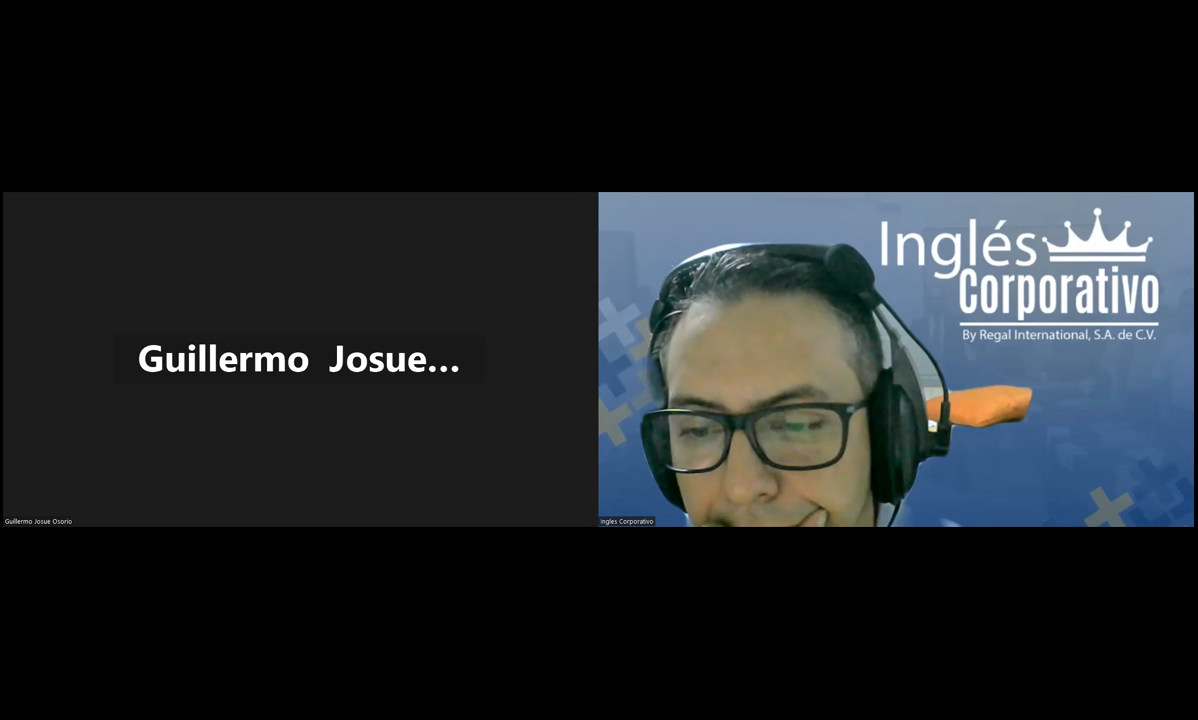 Guillermo Josue...
Guillermo Josue Osorio
Inglés
Corporativo
By Regal International, S.A. de C.V.
Ingles Corporativo